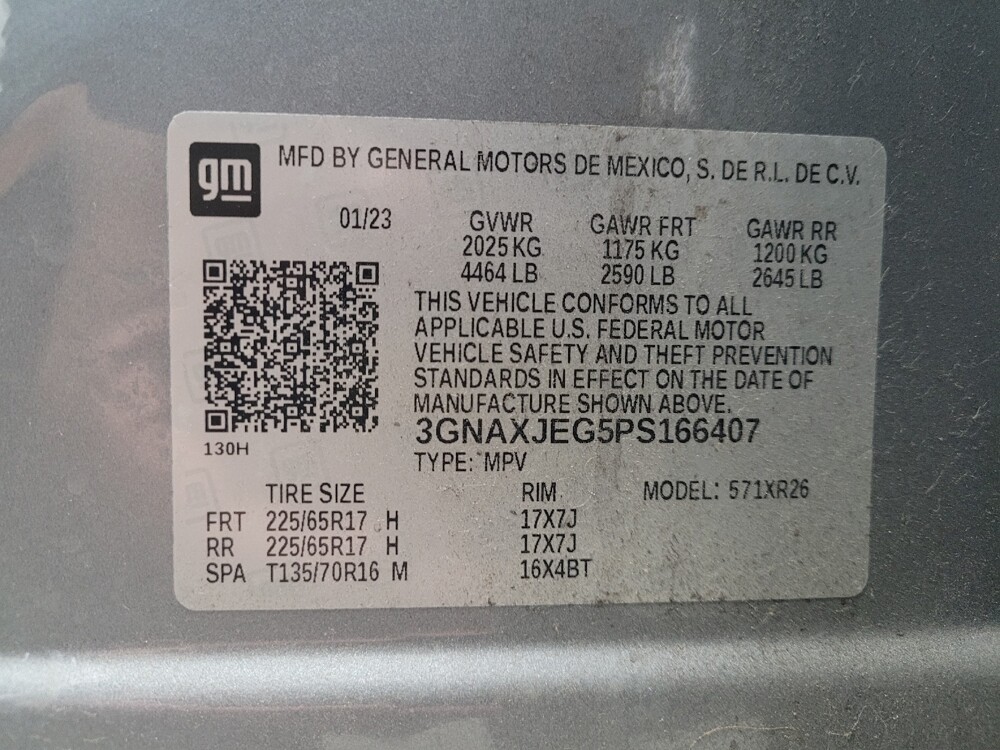 gm MFD BY GENERAL MOTORS DE MEXICO, S. DE R.L. DE C.V.
01/23 GVWR GAWR FRT GAWR RR
2025 KG 1175 KG 1200 KG
4464 LB 2590 LB 2645 LB
THIS VEHICLE CONFORMS TO ALL
APPLICABLE U.S. FEDERAL MOTOR
VEHICLE SAFETY AND THEFT PREVENTION
STANDARDS IN EFFECT ON THE DATE OF
MANUFACTURE SHOWN ABOVE.
3GNAXJEG5PS166407
130H
TYPE: MPV
TIRE SIZE RIM MODEL: 571XR26
FRT 225/65R17 H 17X7J
RR 225/65R17 H 17X7J
SPA T135/70R16 M 16X4BT